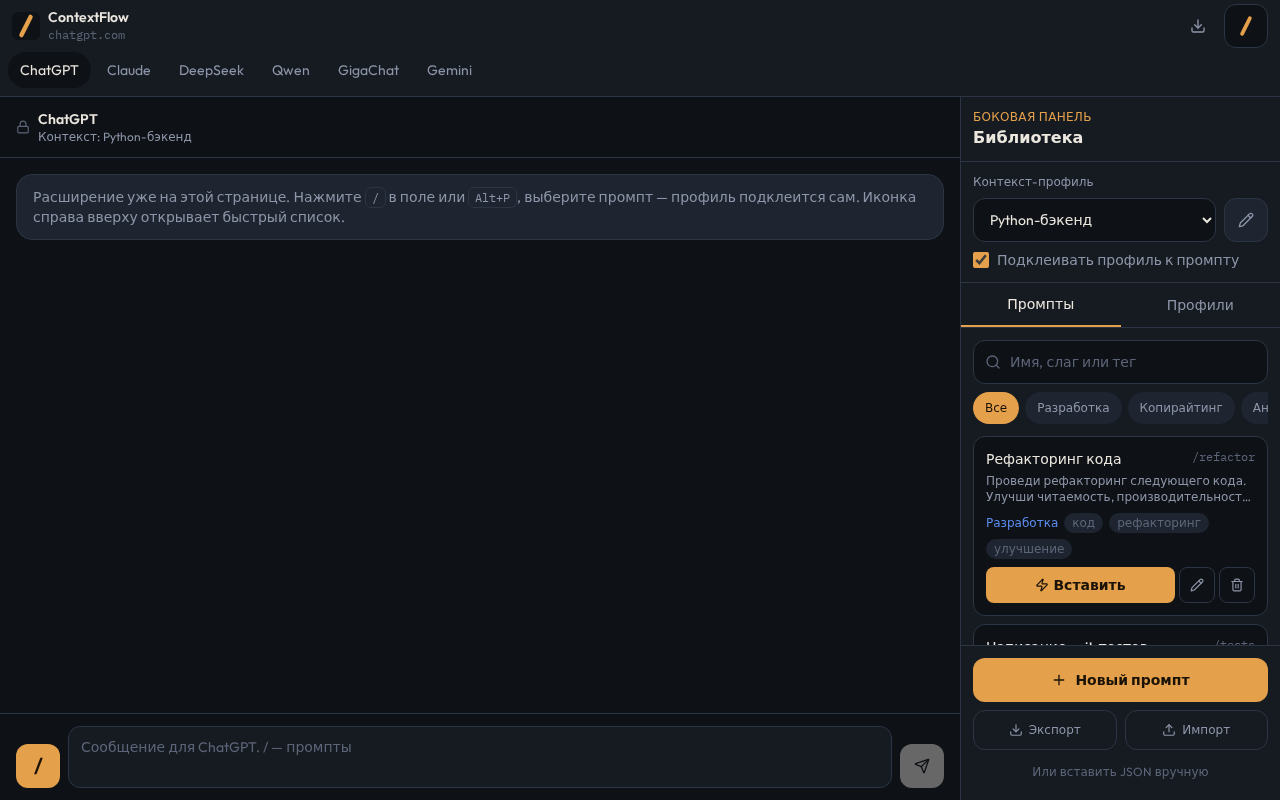 ContextFlow
chatgpt.com
ChatGPT
Claude
DeepSeek
Qwen
GigaChat
Gemini
ChatGPT
Контекст: Python-бэкенд
Расширение уже на этой странице. Нажмите / в поле или Alt+P, выберите промпт — профиль подклеится сам. Иконка
справа вверху открывает быстрый список.
/
Сообщение для ChatGPT. / — промпты
БОКОВАЯ ПАНЕЛЬ
Библиотека
Контекст-профиль
Python-бэкенд
Подклеивать профиль к промпту
Промпты
Профили
Имя, слаг или тег
Все
Разработка
Копирайтинг
Рефакторинг кода
/refactor
Проведи рефакторинг следующего кода.
Улучши читаемость, производительност…
Разработка
код
рефакторинг
улучшение
Вставить
/tests
Новый промпт
Экспорт
Импорт
Или вставить JSON вручную